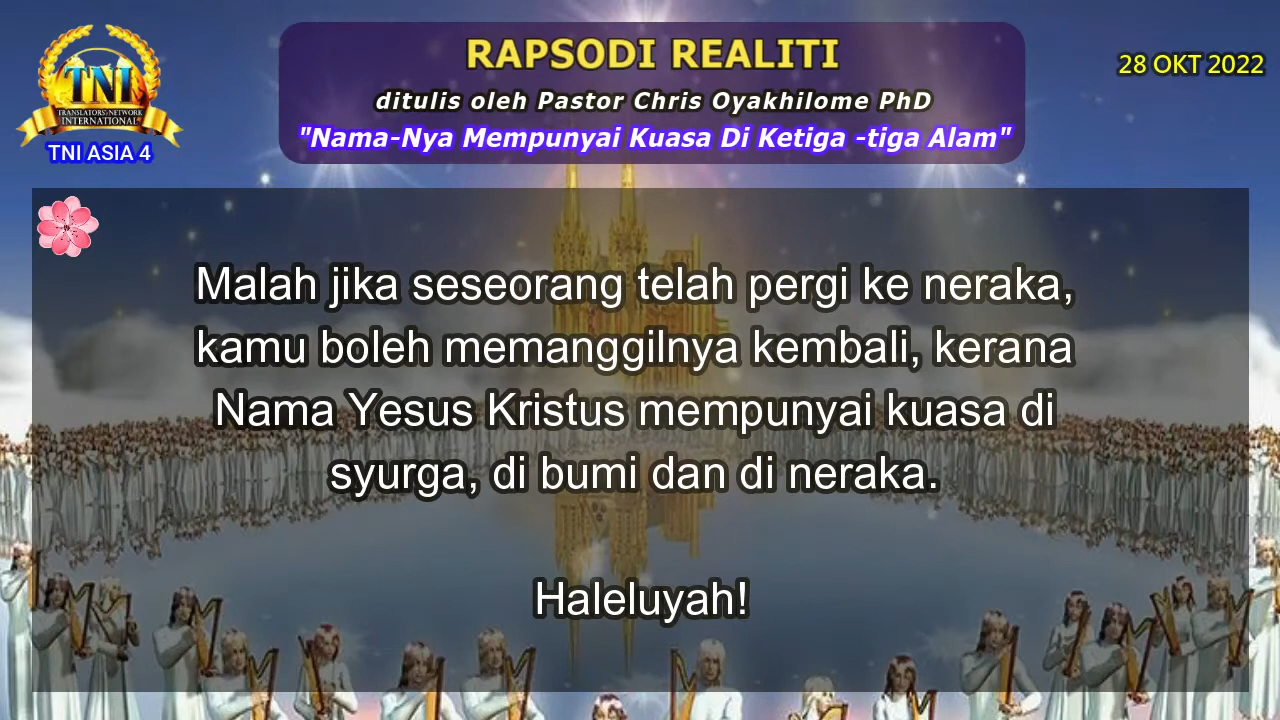 TNI
TRANSLATORS' NETWORK
INTERNATIONAL
TNI ASIA 4
RAPSODI REALITI
ditulis oleh Pastor Chris Oyakhilome PhD
"Nama-Nya Mempunyai Kuasa Di Ketiga -tiga Alam"
28 OKT 2022
Malah jika seseorang telah pergi ke neraka,
kamu boleh memanggilnya kembali, kerana
Nama Yesus Kristus mempunyai kuasa di
syurga, di bumi dan di neraka.
Haleluyah!